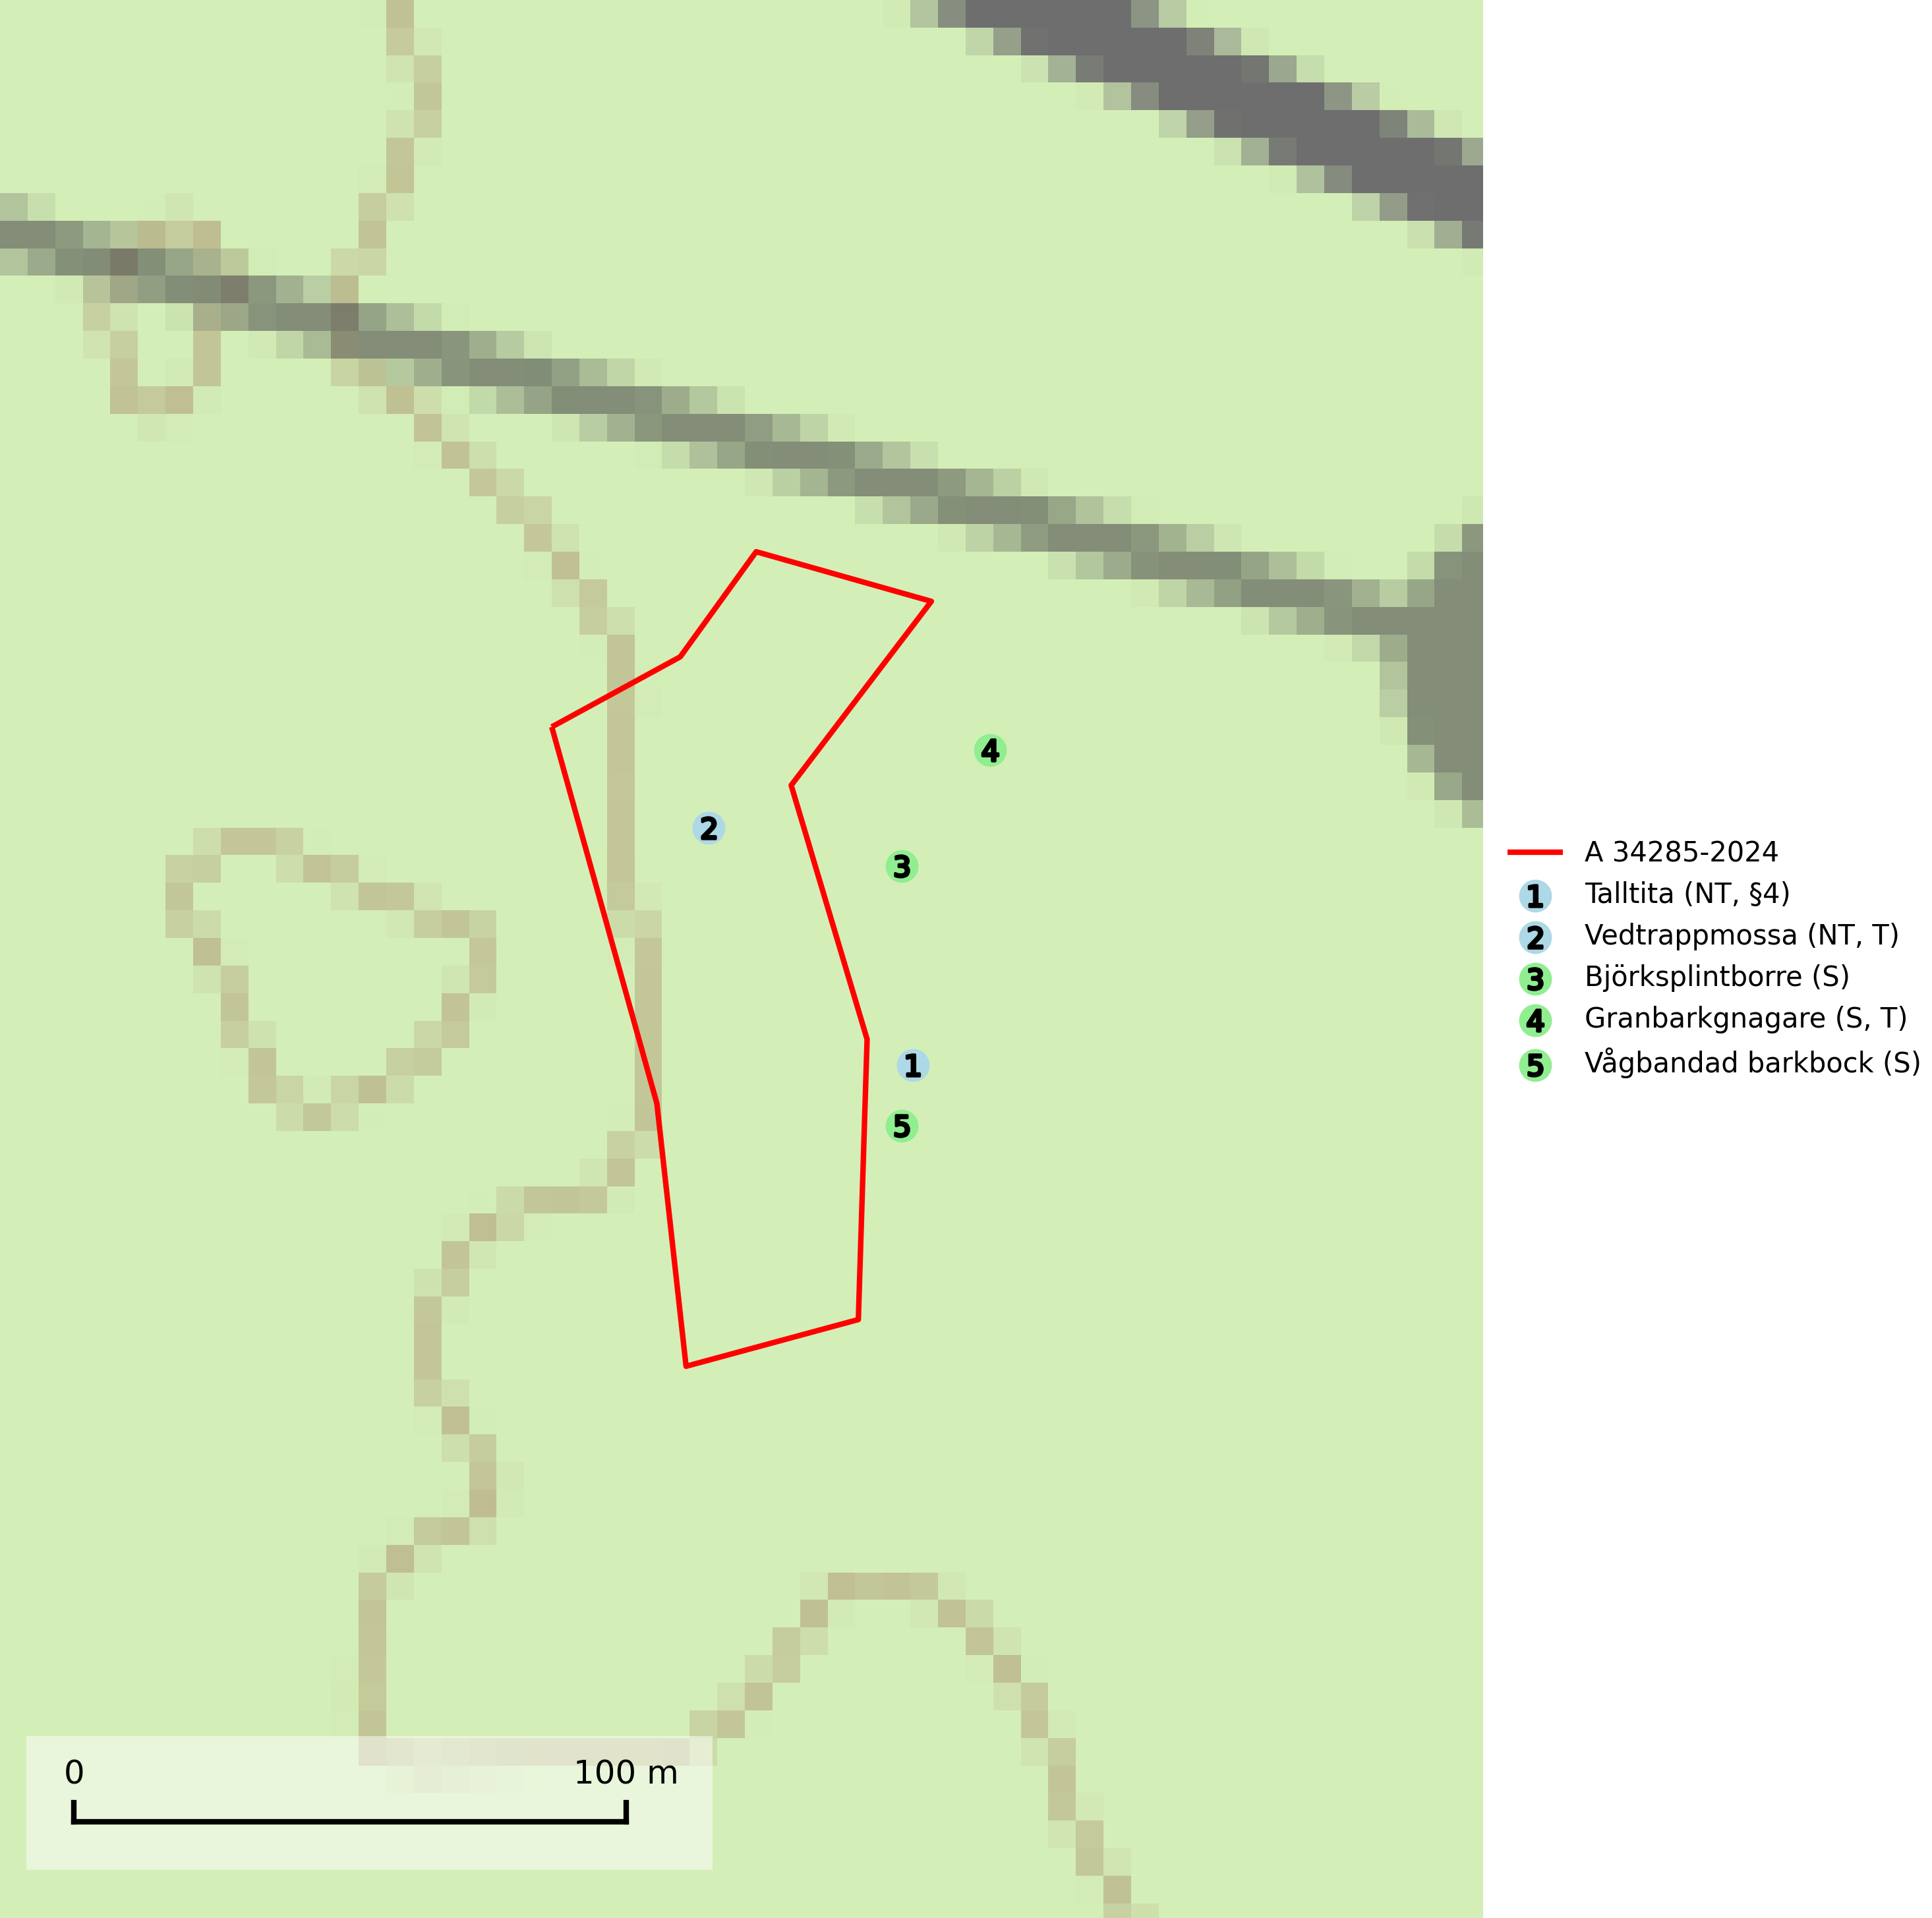 4
2
3
1
5
A 34285-2024
1 Talltita (NT, §4)
2 Vedtrappmossa (NT, T)
3 Björksplintborre (S)
4 Granbarkgnagare (S, T)
5 Vågbandad barkbock (S)
0 100 m